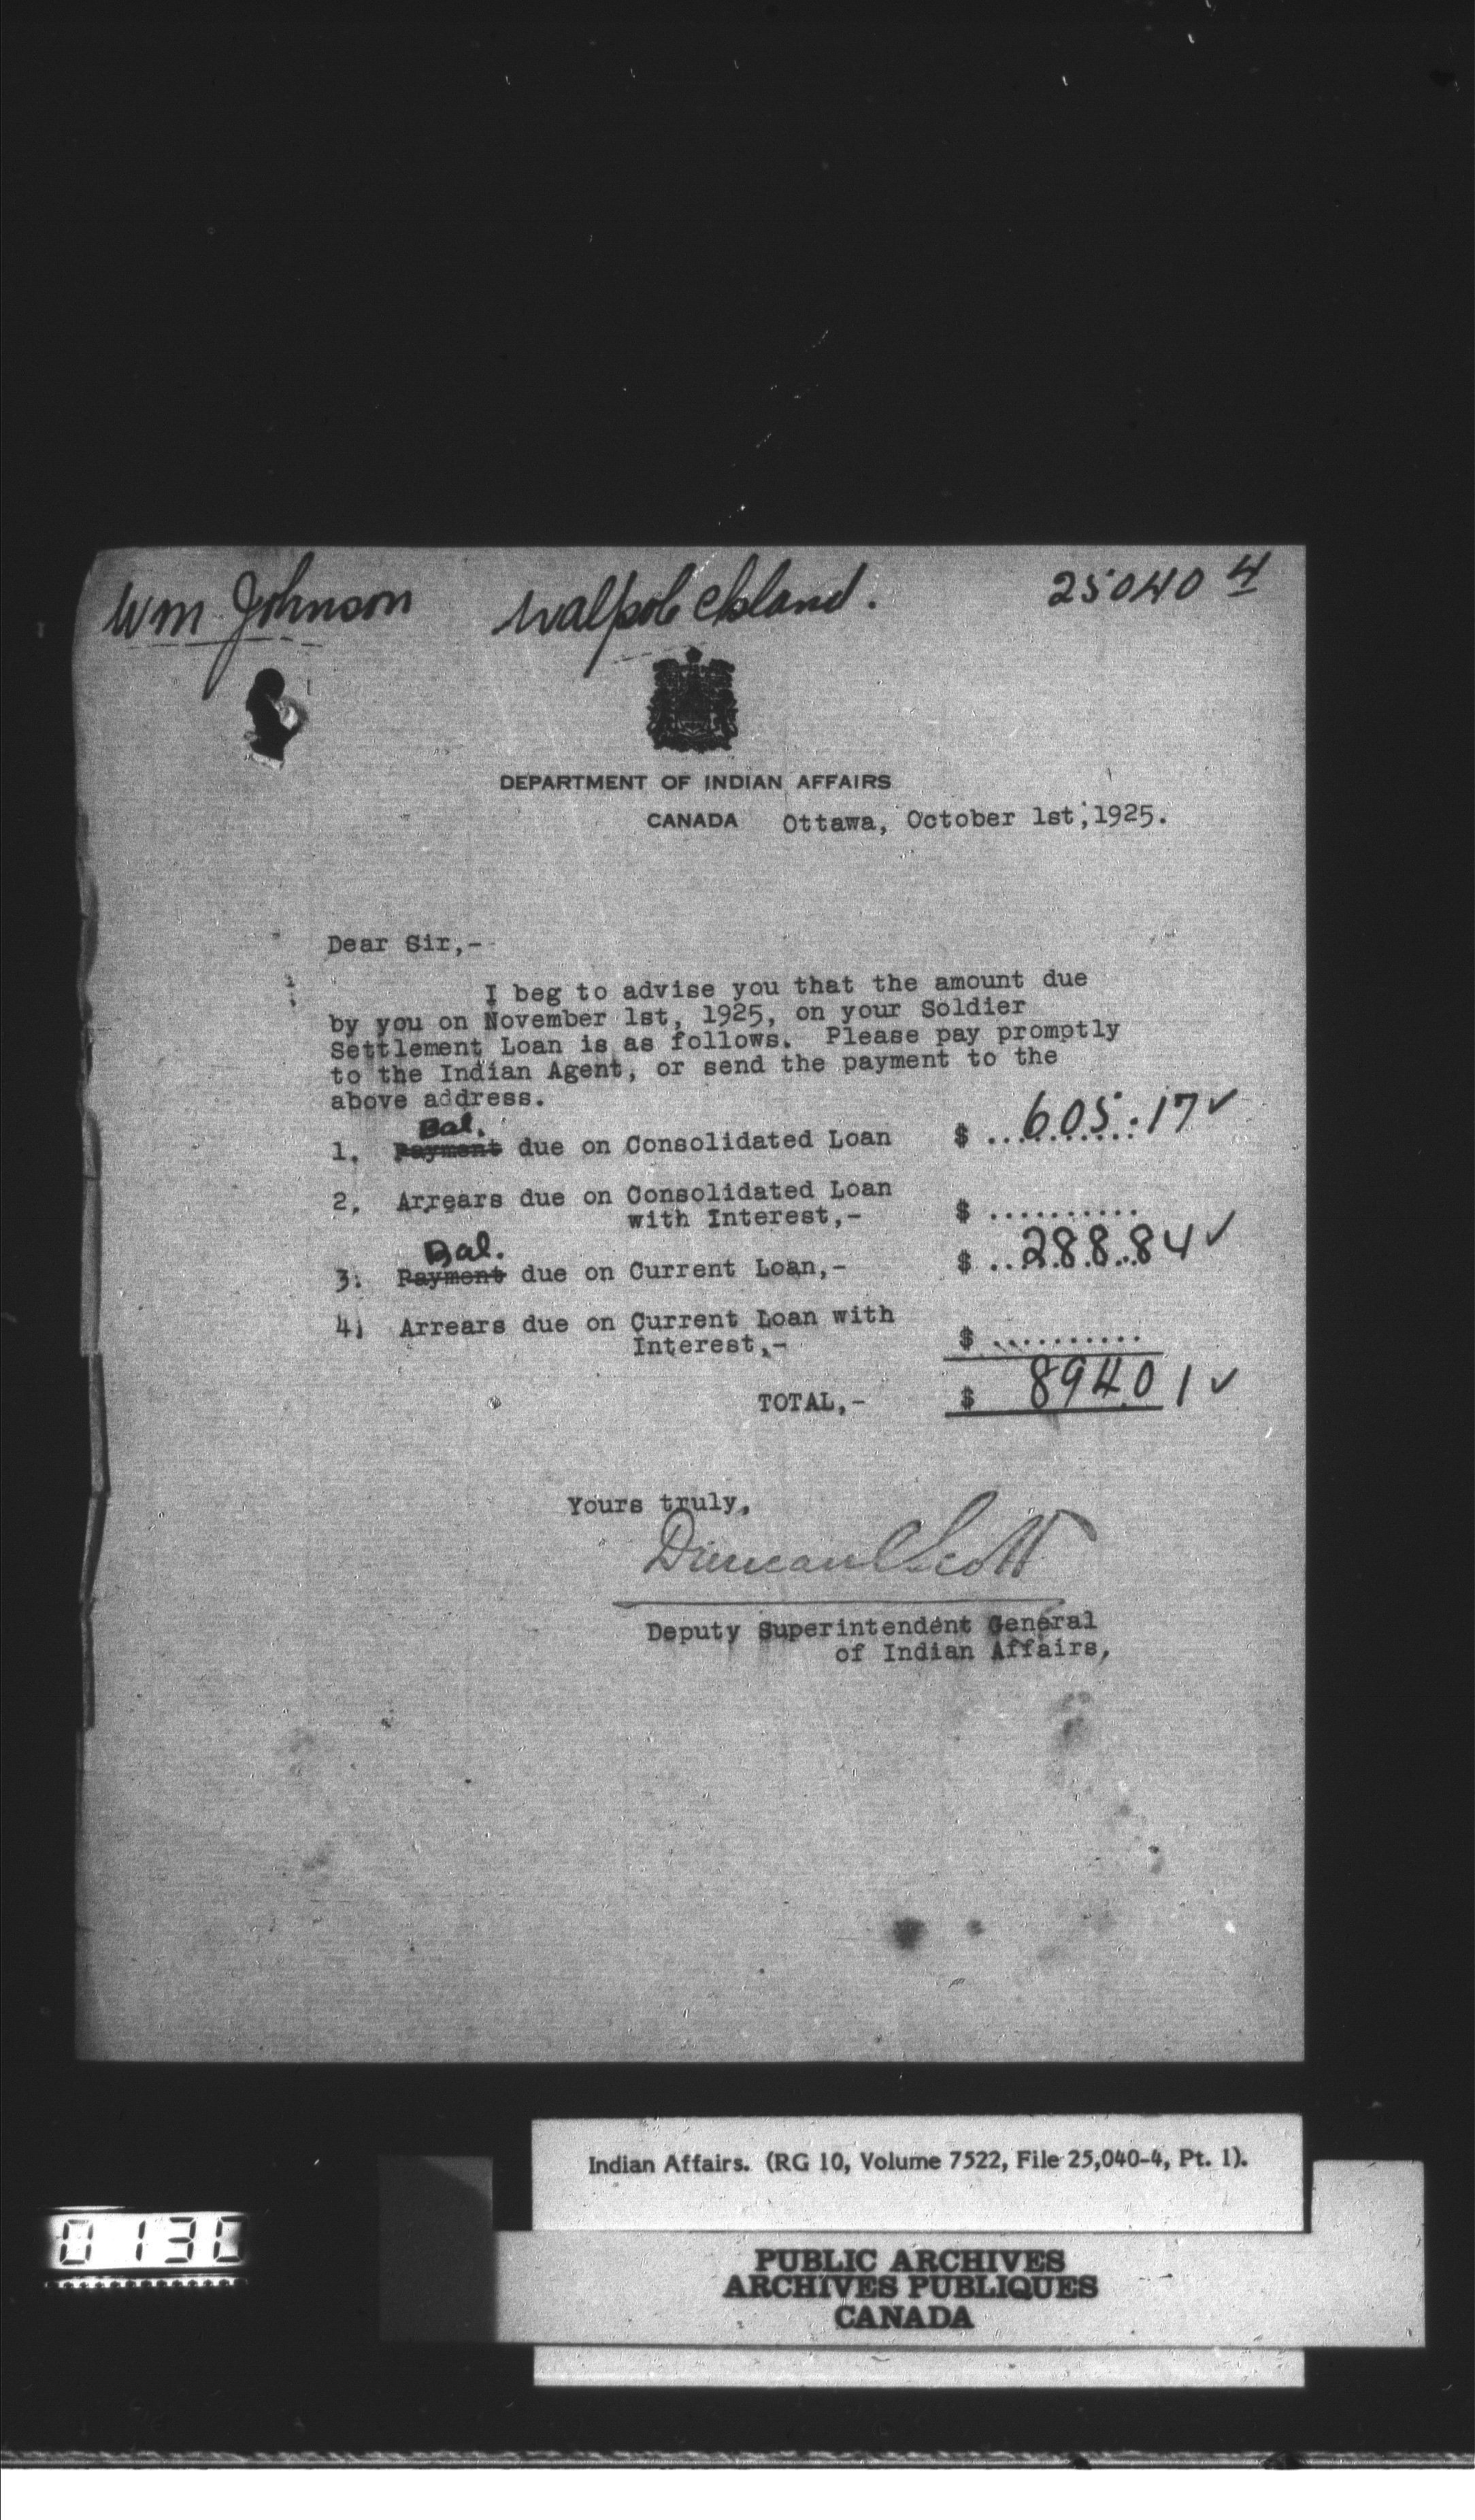 Wm Johnson Walpole Island. 25040 4
DEPARTMENT OF INDIAN AFFAIRS
CANADA Ottawa, October 1st, 1925.
Dear Sir,-
I beg to advise you that the amount due
by you on November 1st, 1925, on your Soldier
Settlement Loan is as follows. Please pay promptly
to the Indian Agent, or send the payment to the
above address.
Bal.
1. Payment due on Consolidated Loan $ ..605.17 ✓
2. Arrears due on Consolidated Loan
with Interest,- $ ..........
Bal.
3. Payment due on Current Loan,- $ ..288.84 ✓
4. Arrears due on Current Loan with
Interest,- $ ..........
TOTAL,- $ 894.01 ✓
Yours truly,
Duncan C Scott
Deputy Superintendent General
of Indian Affairs,
Indian Affairs. (RG 10, Volume 7522, File 25,040-4, Pt. 1).
0130
PUBLIC ARCHIVES
ARCHIVES PUBLIQUES
CANADA